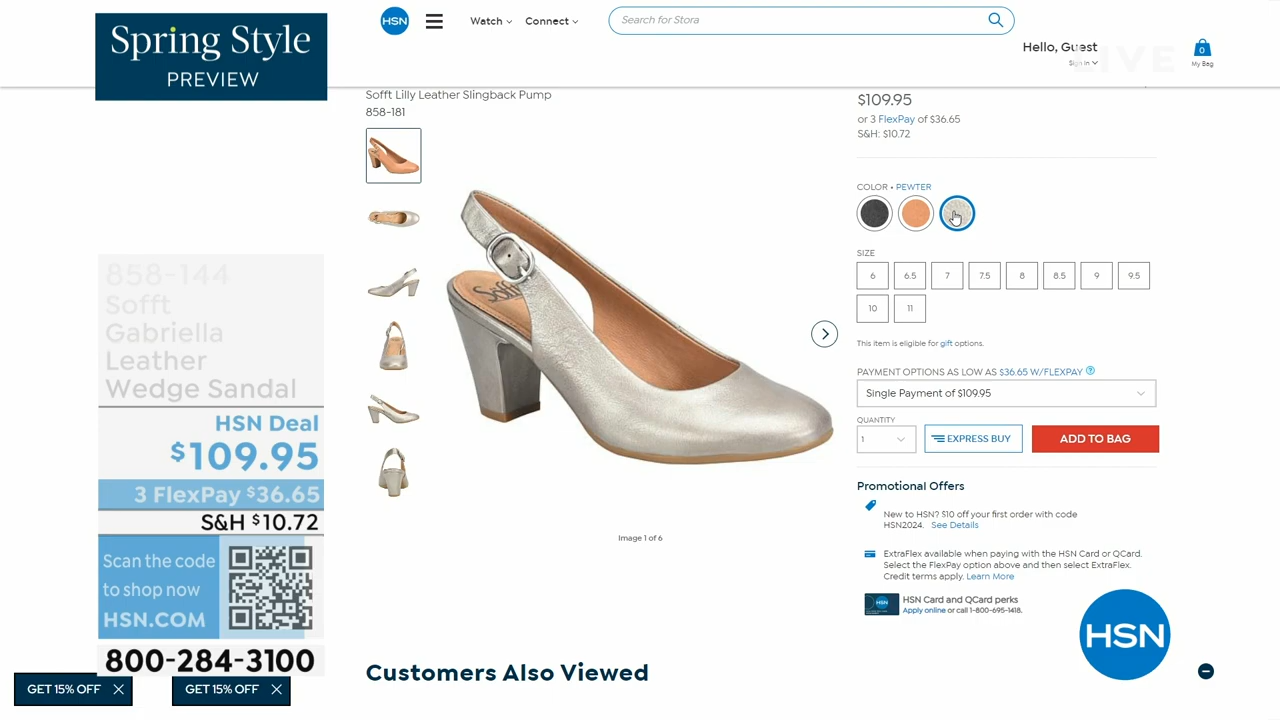 Spring Style
PREVIEW
HSN
Watch
Connect
Search for Stora
Hello, Guest
Sign In
LIVE
0
My Bag
Sofft Lilly Leather Slingback Pump
858-181
$109.95
or 3 FlexPay of $36.65
S&H: $10.72
COLOR • PEWTER
SIZE
6 6.5 7 7.5 8 8.5 9 9.5
10 11
This item is eligible for gift options.
PAYMENT OPTIONS AS LOW AS $36.65 W/FLEXPAY ?
Single Payment of $109.95
QUANTITY
1
EXPRESS BUY
ADD TO BAG
Promotional Offers
New to HSN? $10 off your first order with code
HSN2024. See Details
ExtraFlex available when paying with the HSN Card or QCard.
Select the FlexPay option above and then select ExtraFlex.
Credit terms apply. Learn More
HSN
HSN Card and QCard perks
Apply online or call 1-800-695-1418.
Söfft
Image 1 of 6
858-144
Sofft
Gabriella
Leather
Wedge Sandal
HSN Deal
$109.95
3 FlexPay $36.65
S&H $10.72
Scan the code
to shop now
HSN.COM
800-284-3100
GET 15% OFF
GET 15% OFF
Customers Also Viewed
HSN